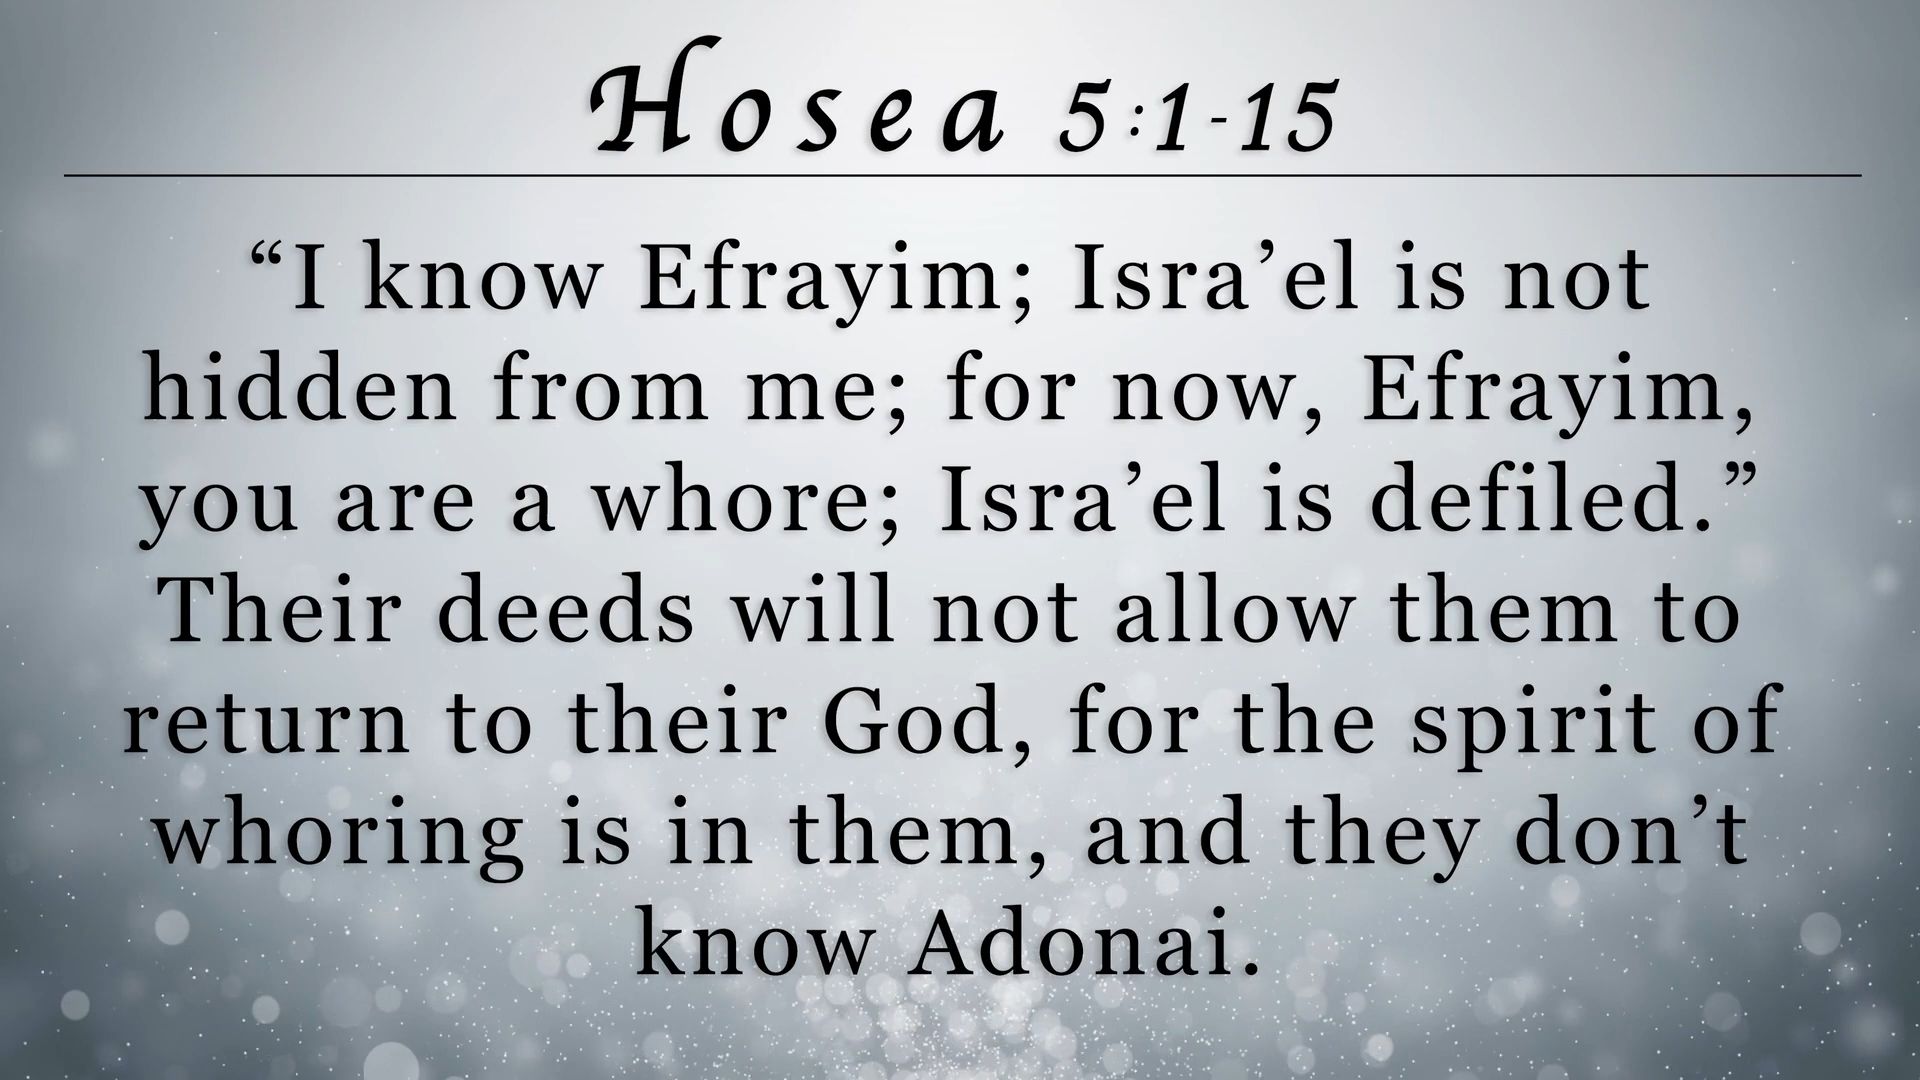 Hosea 5:1-15
“I know Efrayim; Isra’el is not
hidden from me; for now, Efrayim,
you are a whore; Isra’el is defiled.”
Their deeds will not allow them to
return to their God, for the spirit of
whoring is in them, and they don’t
know Adonai.